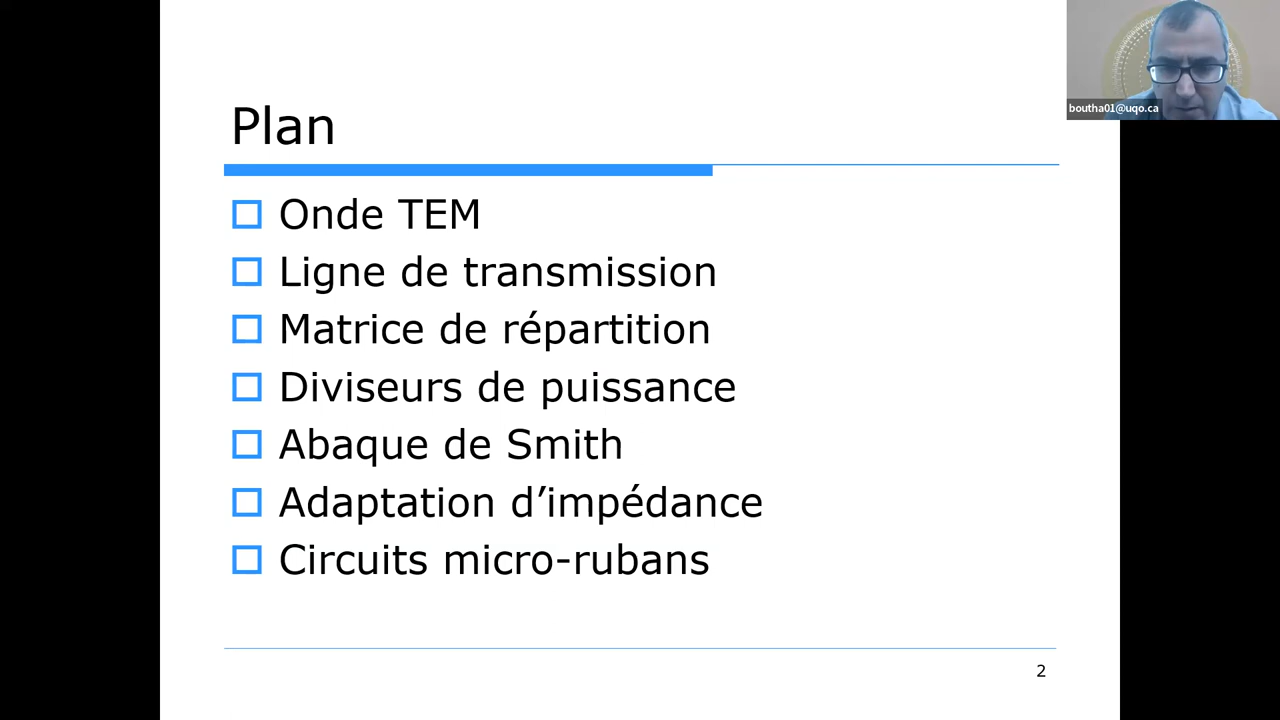 boutha01@uqo.ca
Plan
Onde TEM
Ligne de transmission
Matrice de répartition
Diviseurs de puissance
Abaque de Smith
Adaptation d’impédance
Circuits micro-rubans
2